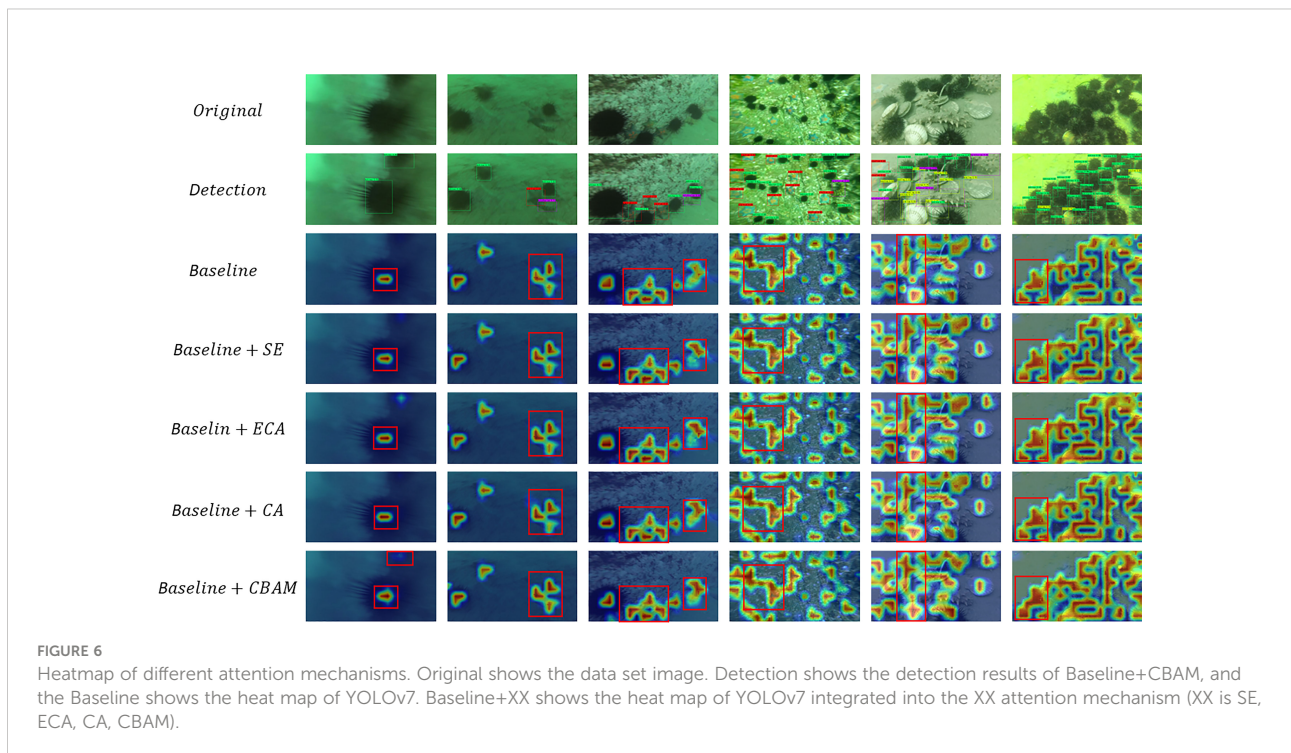 Original
Detection
Baseline
Baseline + SE
Baselin + ECA
Baseline + CA
Baseline + CBAM
FIGURE 6
Heatmap of different attention mechanisms. Original shows the data set image. Detection shows the detection results of Baseline+CBAM, and
the Baseline shows the heat map of YOLOv7. Baseline+XX shows the heat map of YOLOv7 integrated into the XX attention mechanism (XX is SE,
ECA, CA, CBAM).